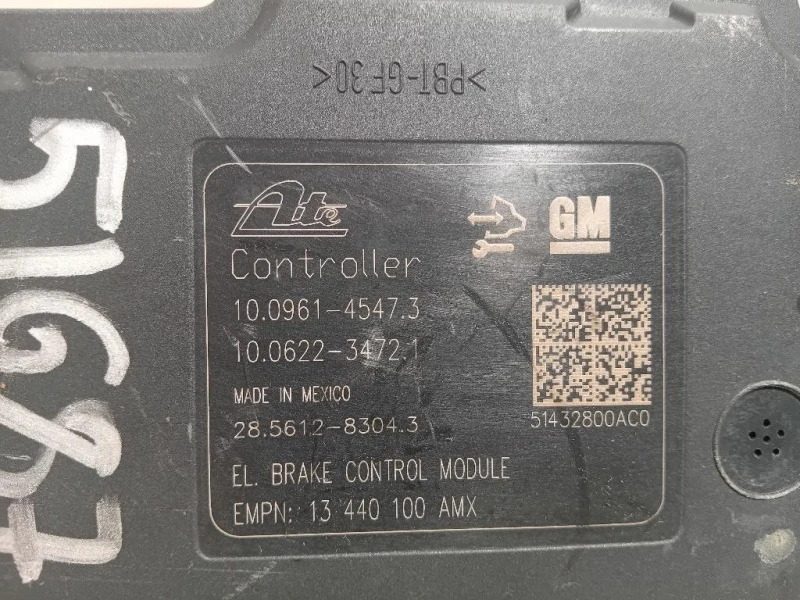 >PBT-GF30<
Ate
GM
Controller
10.0961-4547.3
10.0622-3472.1
MADE IN MEXICO
28.5612-8304.3
51432800AC0
EL. BRAKE CONTROL MODULE
EMPN: 13 440 100 AMX
5167